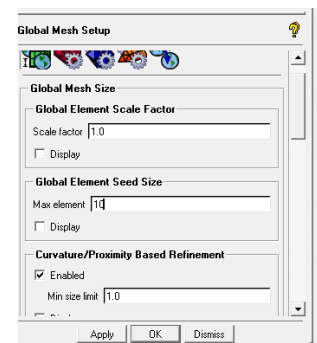 Global Mesh Setup
Global Mesh Size
Global Element Scale Factor
Scale factor 1.0
Display
Global Element Seed Size
Max element 10
Display
Curvature/Proximity Based Refinement
Enabled
Min size limit 1.0
Apply OK Dismiss